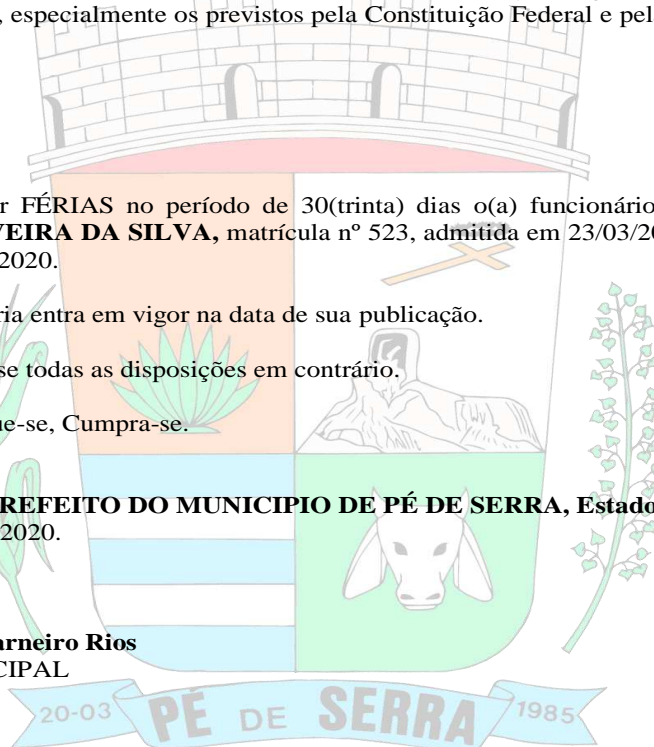 , especialmente os previstos pela Constituição Federal e pela
r FÉRIAS no período de 30(trinta) dias o(a) funcionário
VEIRA DA SILVA, matrícula nº 523, admitida em 23/03/20
2020.
ria entra em vigor na data de sua publicação.
se todas as disposições em contrário.
ue-se, Cumpra-se.
REFEITO DO MUNICIPIO DE PÉ DE SERRA, Estado
2020.
arneiro Rios
CIPAL
20-03 PÉ DE SERRA 1985